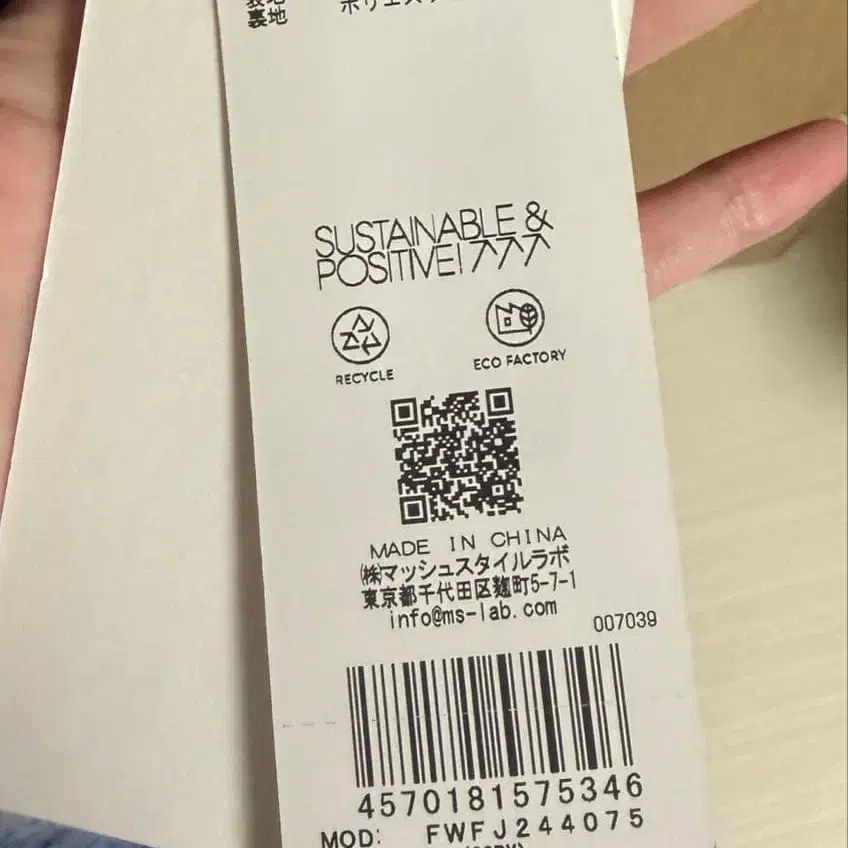 裏地
SUSTAINABLE &
POSITIVE!
RECYCLE
ECO FACTORY
MADE IN CHINA
㈱マッシュスタイルラボ
東京都千代田区麹町5-7-1
info@ms-lab.com
007039
4570181575346
MOD: FWFJ244075